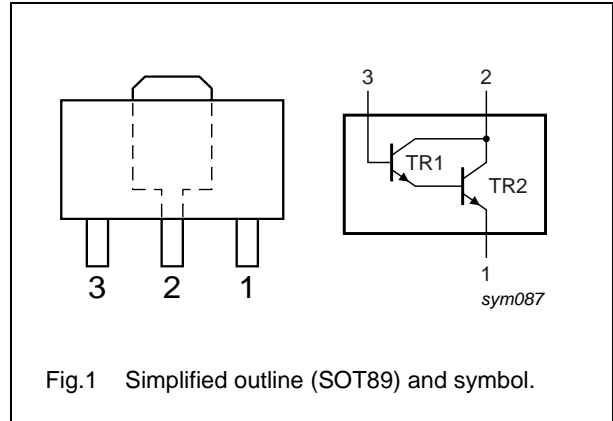 3 2
TR1
TR2
3 2 1
1
sym087
Fig.1 Simplified outline (SOT89) and symbol.